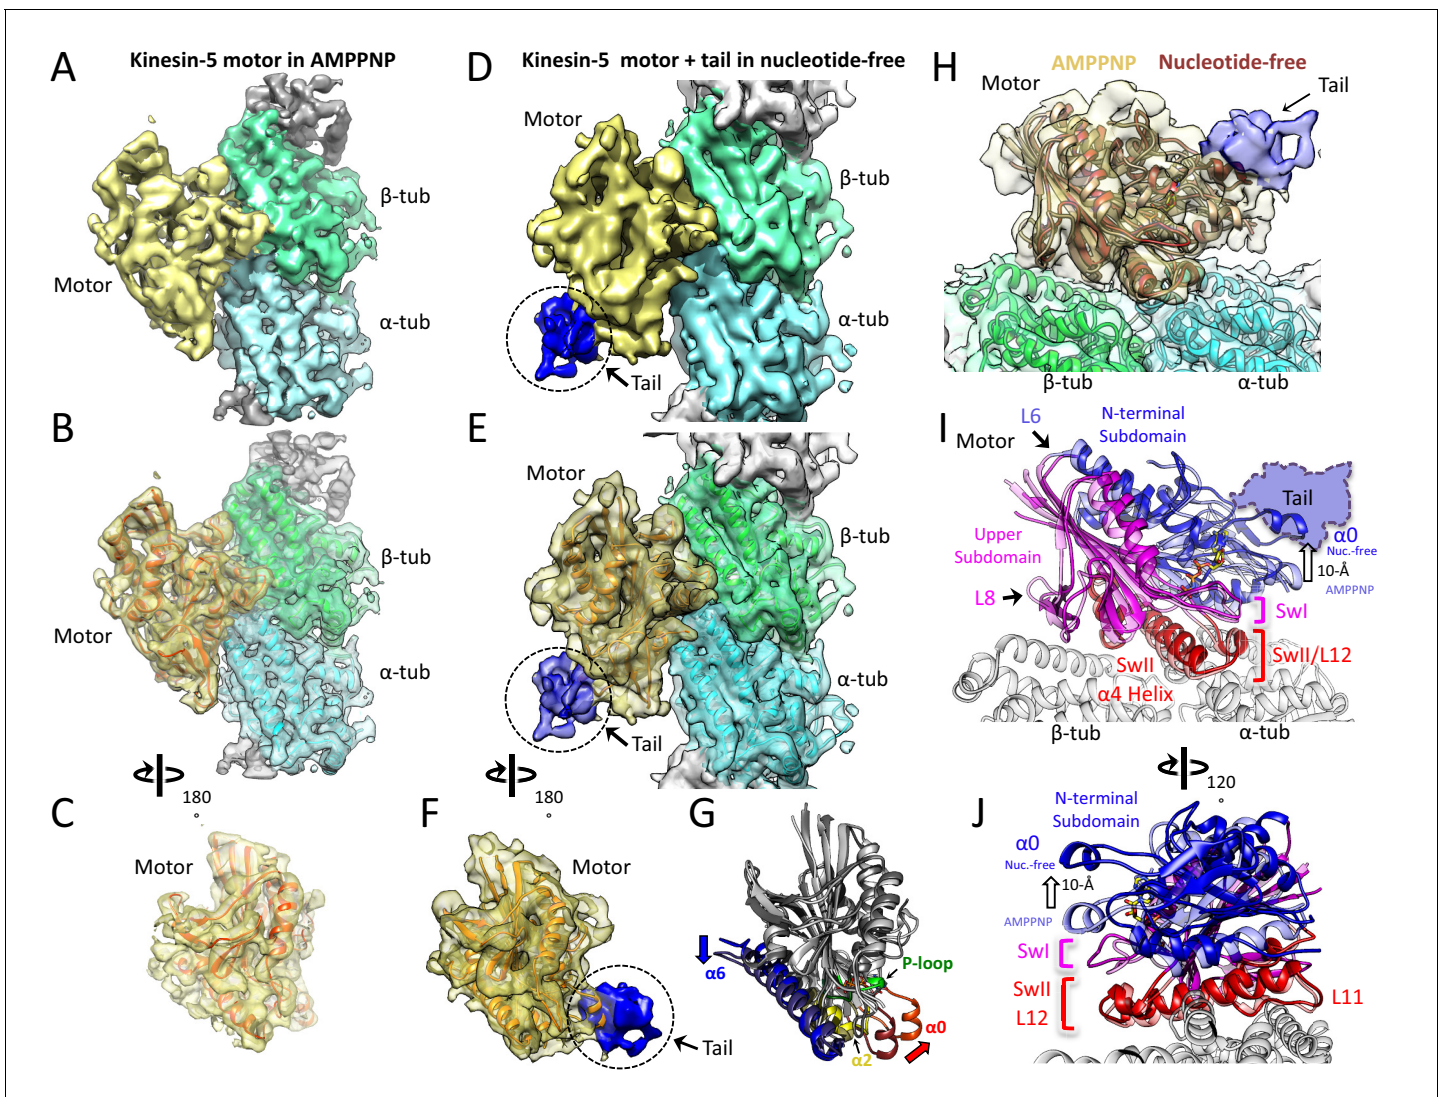 A
Kinesin-5 motor in AMPPNP
β-tub
Motor
α-tub
B
β-tub
Motor
α-tub
180
°
C
Motor
D
Kinesin-5 motor + tail in nucleotide-free
Motor
β-tub
α-tub
Tail
E
Motor
β-tub
α-tub
Tail
180
°
F
Motor
Tail
G
α6
P-loop
α0
α2
H
AMPPNP Nucleotide-free
Motor
Tail
β-tub
α-tub
I
L6
N-terminal
Subdomain
Motor
Tail
Upper
Subdomain
α0
Nuc.-free
10-Å
AMPPNP
L8
SwI
SwII
α4 Helix
SwII/L12
β-tub
α-tub
120
°
J
N-terminal
Subdomain
α0
Nuc.-free
10-Å
AMPPNP
SwI
SwII
L12
L11